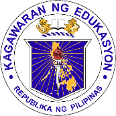 KAGAWARAN NG EDUKASYON
REPUBLIKA NG PILIPINAS